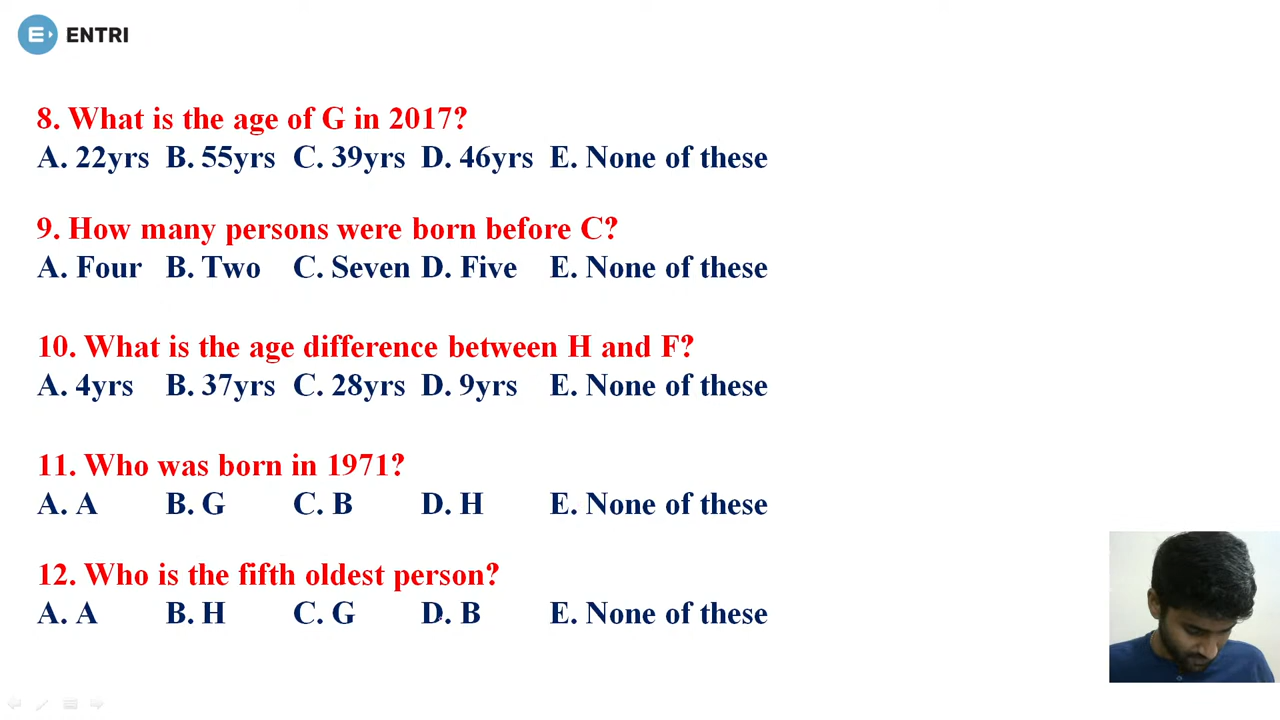 ENTRI
8. What is the age of G in 2017?
A. 22yrs B. 55yrs C. 39yrs D. 46yrs E. None of these
9. How many persons were born before C?
A. Four B. Two C. Seven D. Five E. None of these
10. What is the age difference between H and F?
A. 4yrs B. 37yrs C. 28yrs D. 9yrs E. None of these
11. Who was born in 1971?
A. A B. G C. B D. H E. None of these
12. Who is the fifth oldest person?
A. A B. H C. G D. B E. None of these